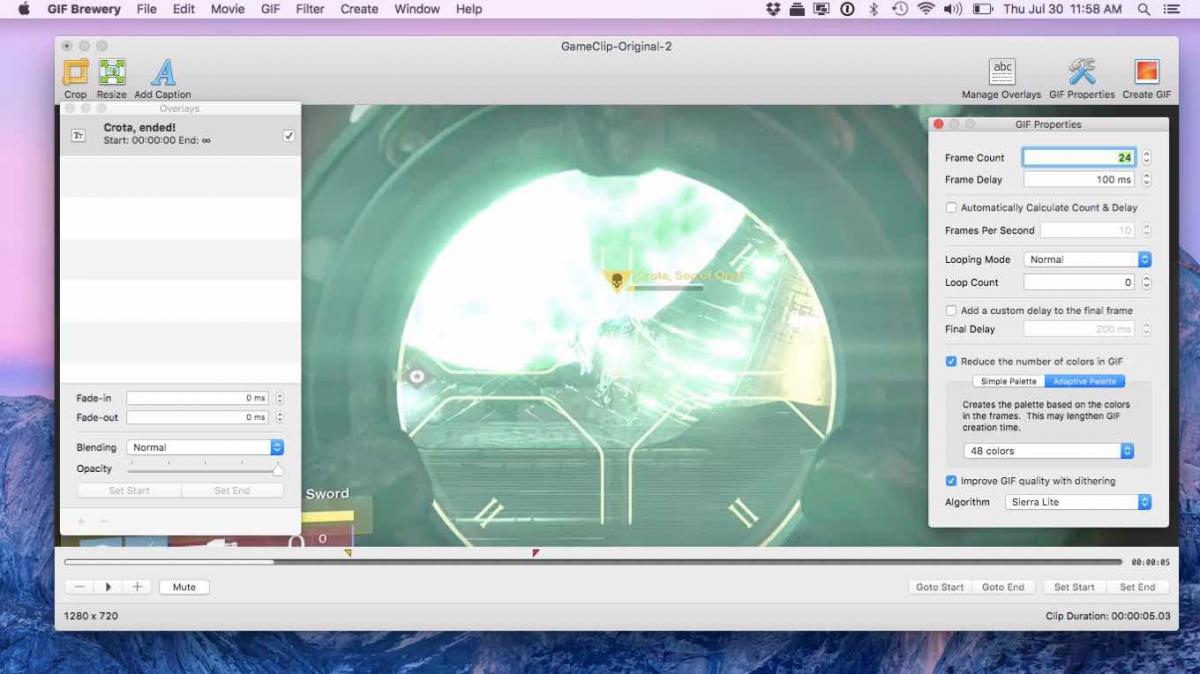 GIF Brewery File Edit Movie GIF Filter Create Window Help Thu Jul 30 11:58 AM
GameClip-Original-2
Crop Resize Add Caption
Manage Overlays GIF Properties Create GIF
abc
Overlays
Crota, ended!
Start: 00:00:00 End: ∞
Fade-in 0 ms
Fade-out 0 ms
Blending Normal
Opacity
Set Start Set End
Crota, Son of Oryx
Sword
0
GIF Properties
Frame Count 24
Frame Delay 100 ms
Automatically Calculate Count & Delay
Frames Per Second 10
Looping Mode Normal
Loop Count 0
Add a custom delay to the final frame
Final Delay 200 ms
Reduce the number of colors in GIF
Simple Palette Adaptive Palette
Creates the palette based on the colors
in the frames. This may lengthen GIF
creation time.
48 colors
Improve GIF quality with dithering
Algorithm Sierra Lite
00:00:05
Mute
Goto Start Goto End Set Start Set End
1280 x 720
Clip Duration: 00:00:05.03